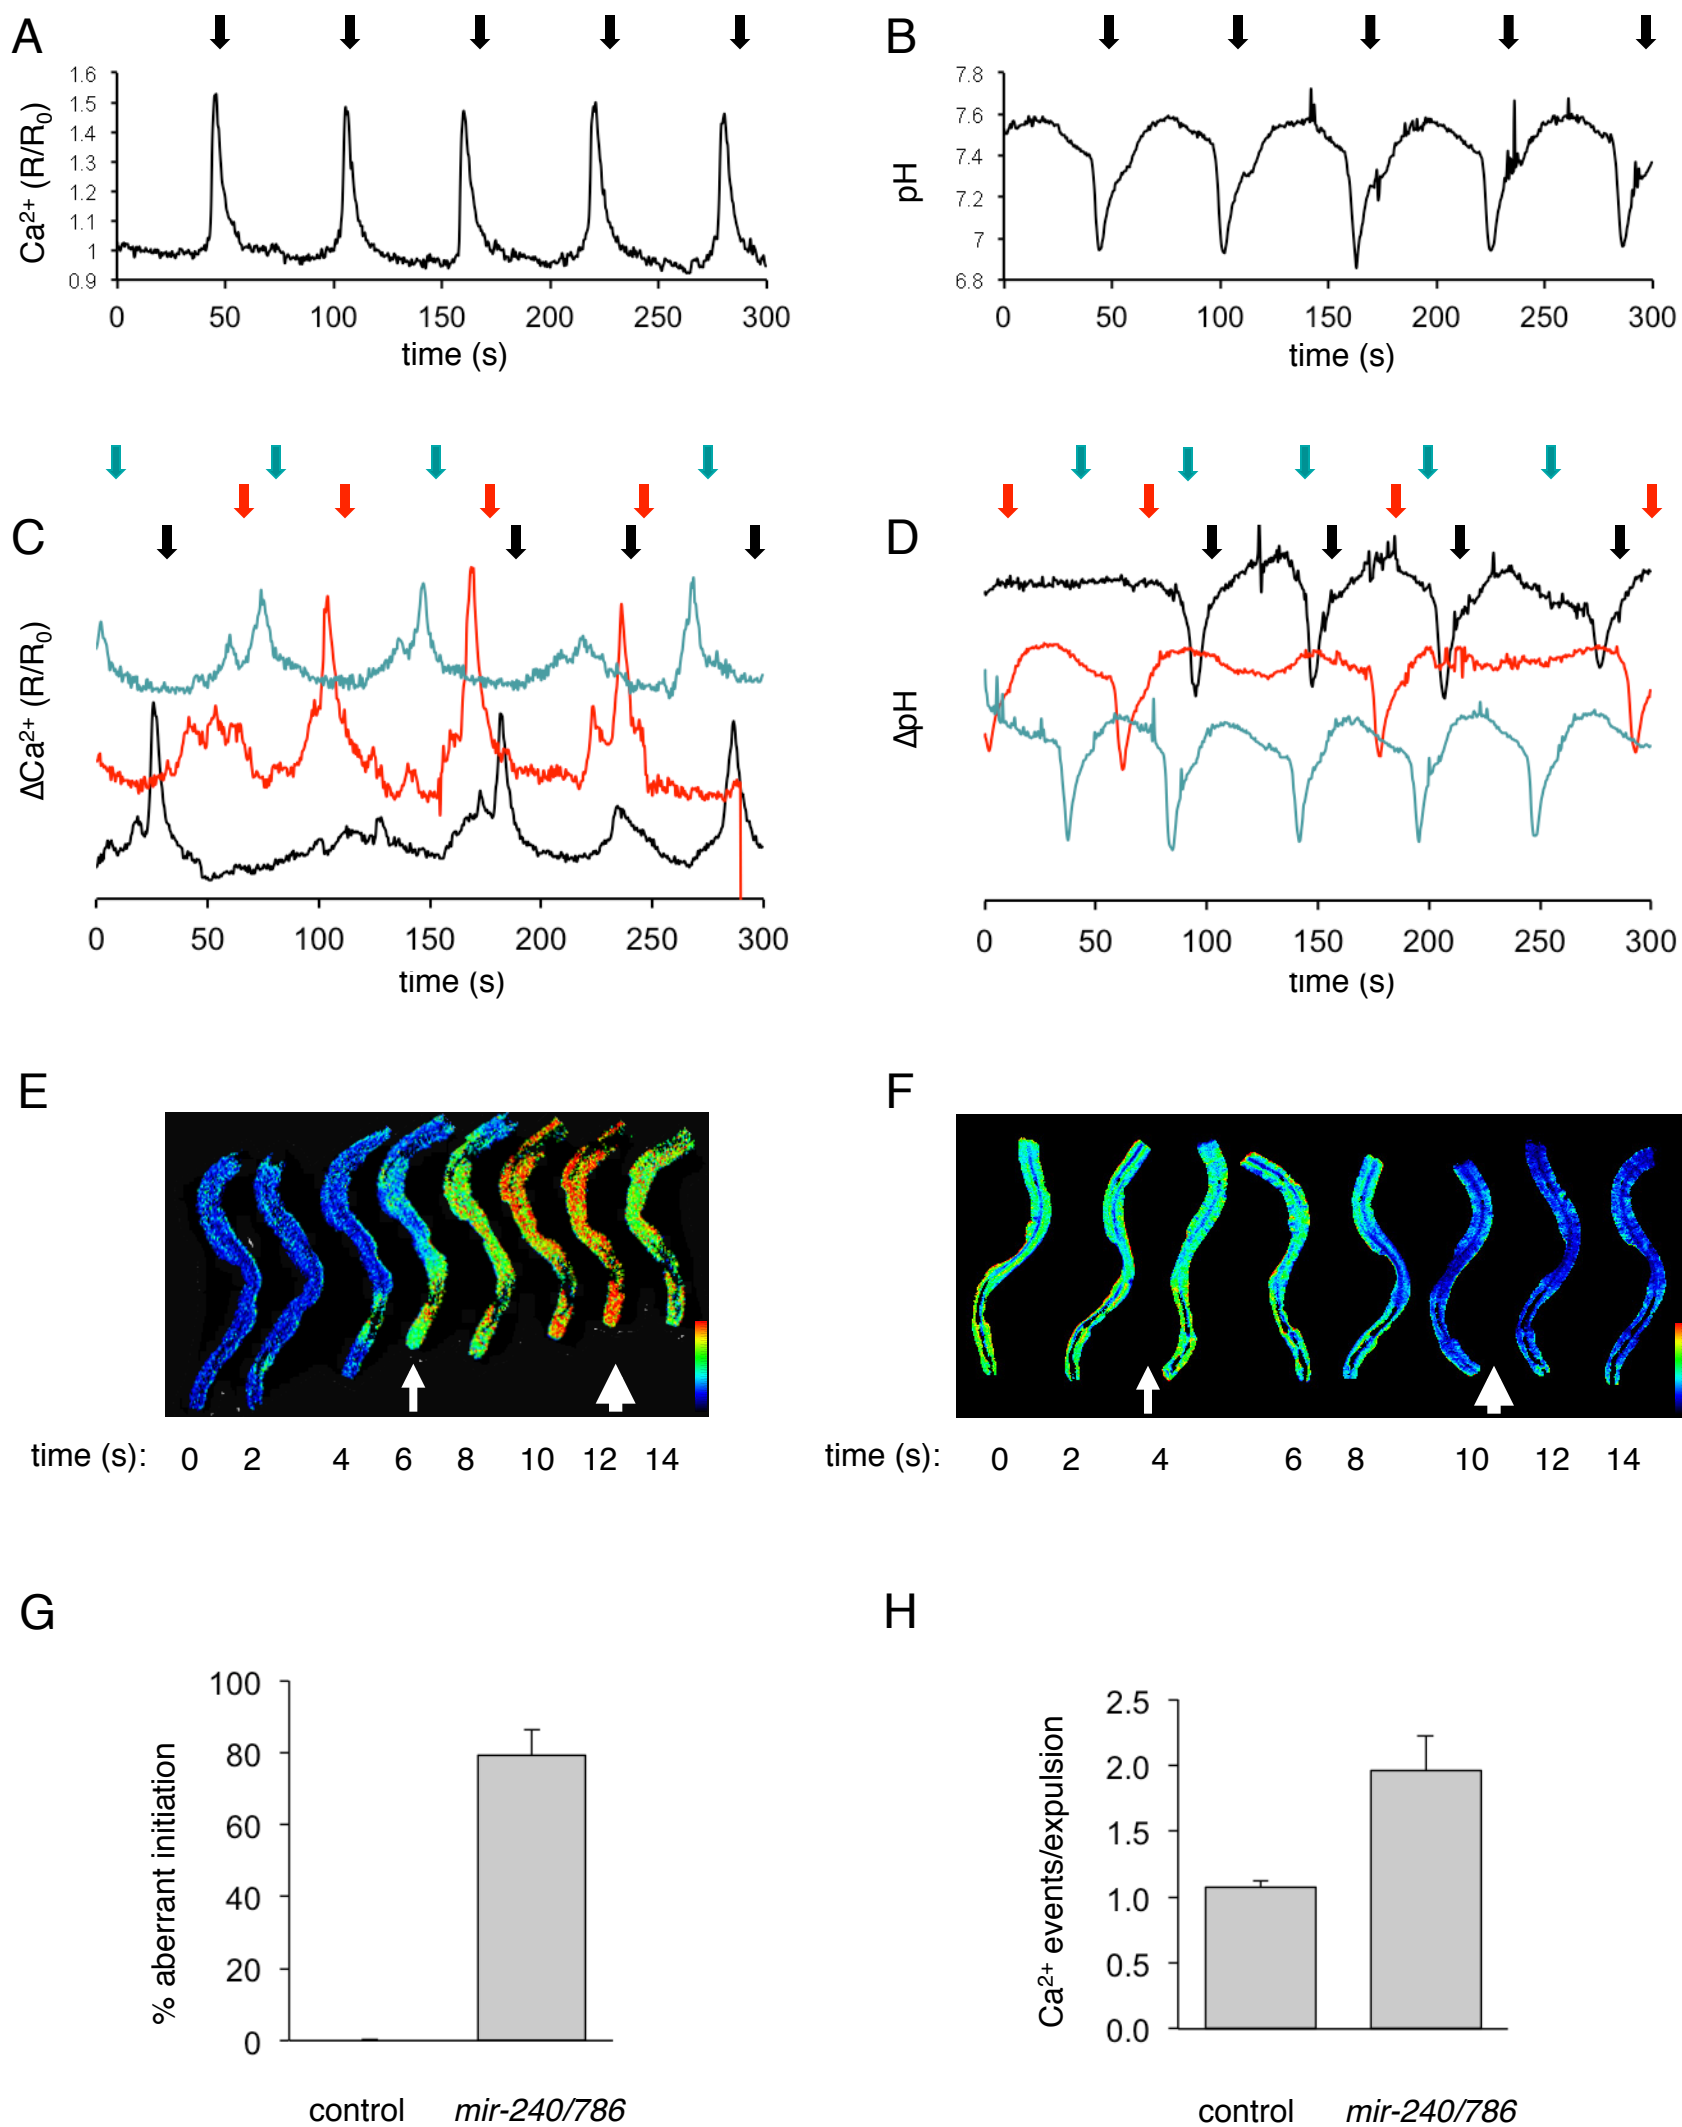 A
1.6
1.5
1.4
1.3
1.2
1.1
1
0.9
Ca2+ (R/R0)
0 50 100 150 200 250 300
time (s)
B
7.8
7.6
7.4
7.2
7
6.8
pH
0 50 100 150 200 250 300
time (s)
C
ΔCa2+ (R/R0)
0 50 100 150 200 250 300
time (s)
D
ΔpH
0 50 100 150 200 250 300
time (s)
E
time (s): 0 2 4 6 8 10 12 14
F
time (s): 0 2 4 6 8 10 12 14
G
100
80
60
40
20
0
% aberrant initiation
control mir-240/786
H
2.5
2.0
1.5
1.0
0.5
0.0
Ca2+ events/expulsion
control mir-240/786